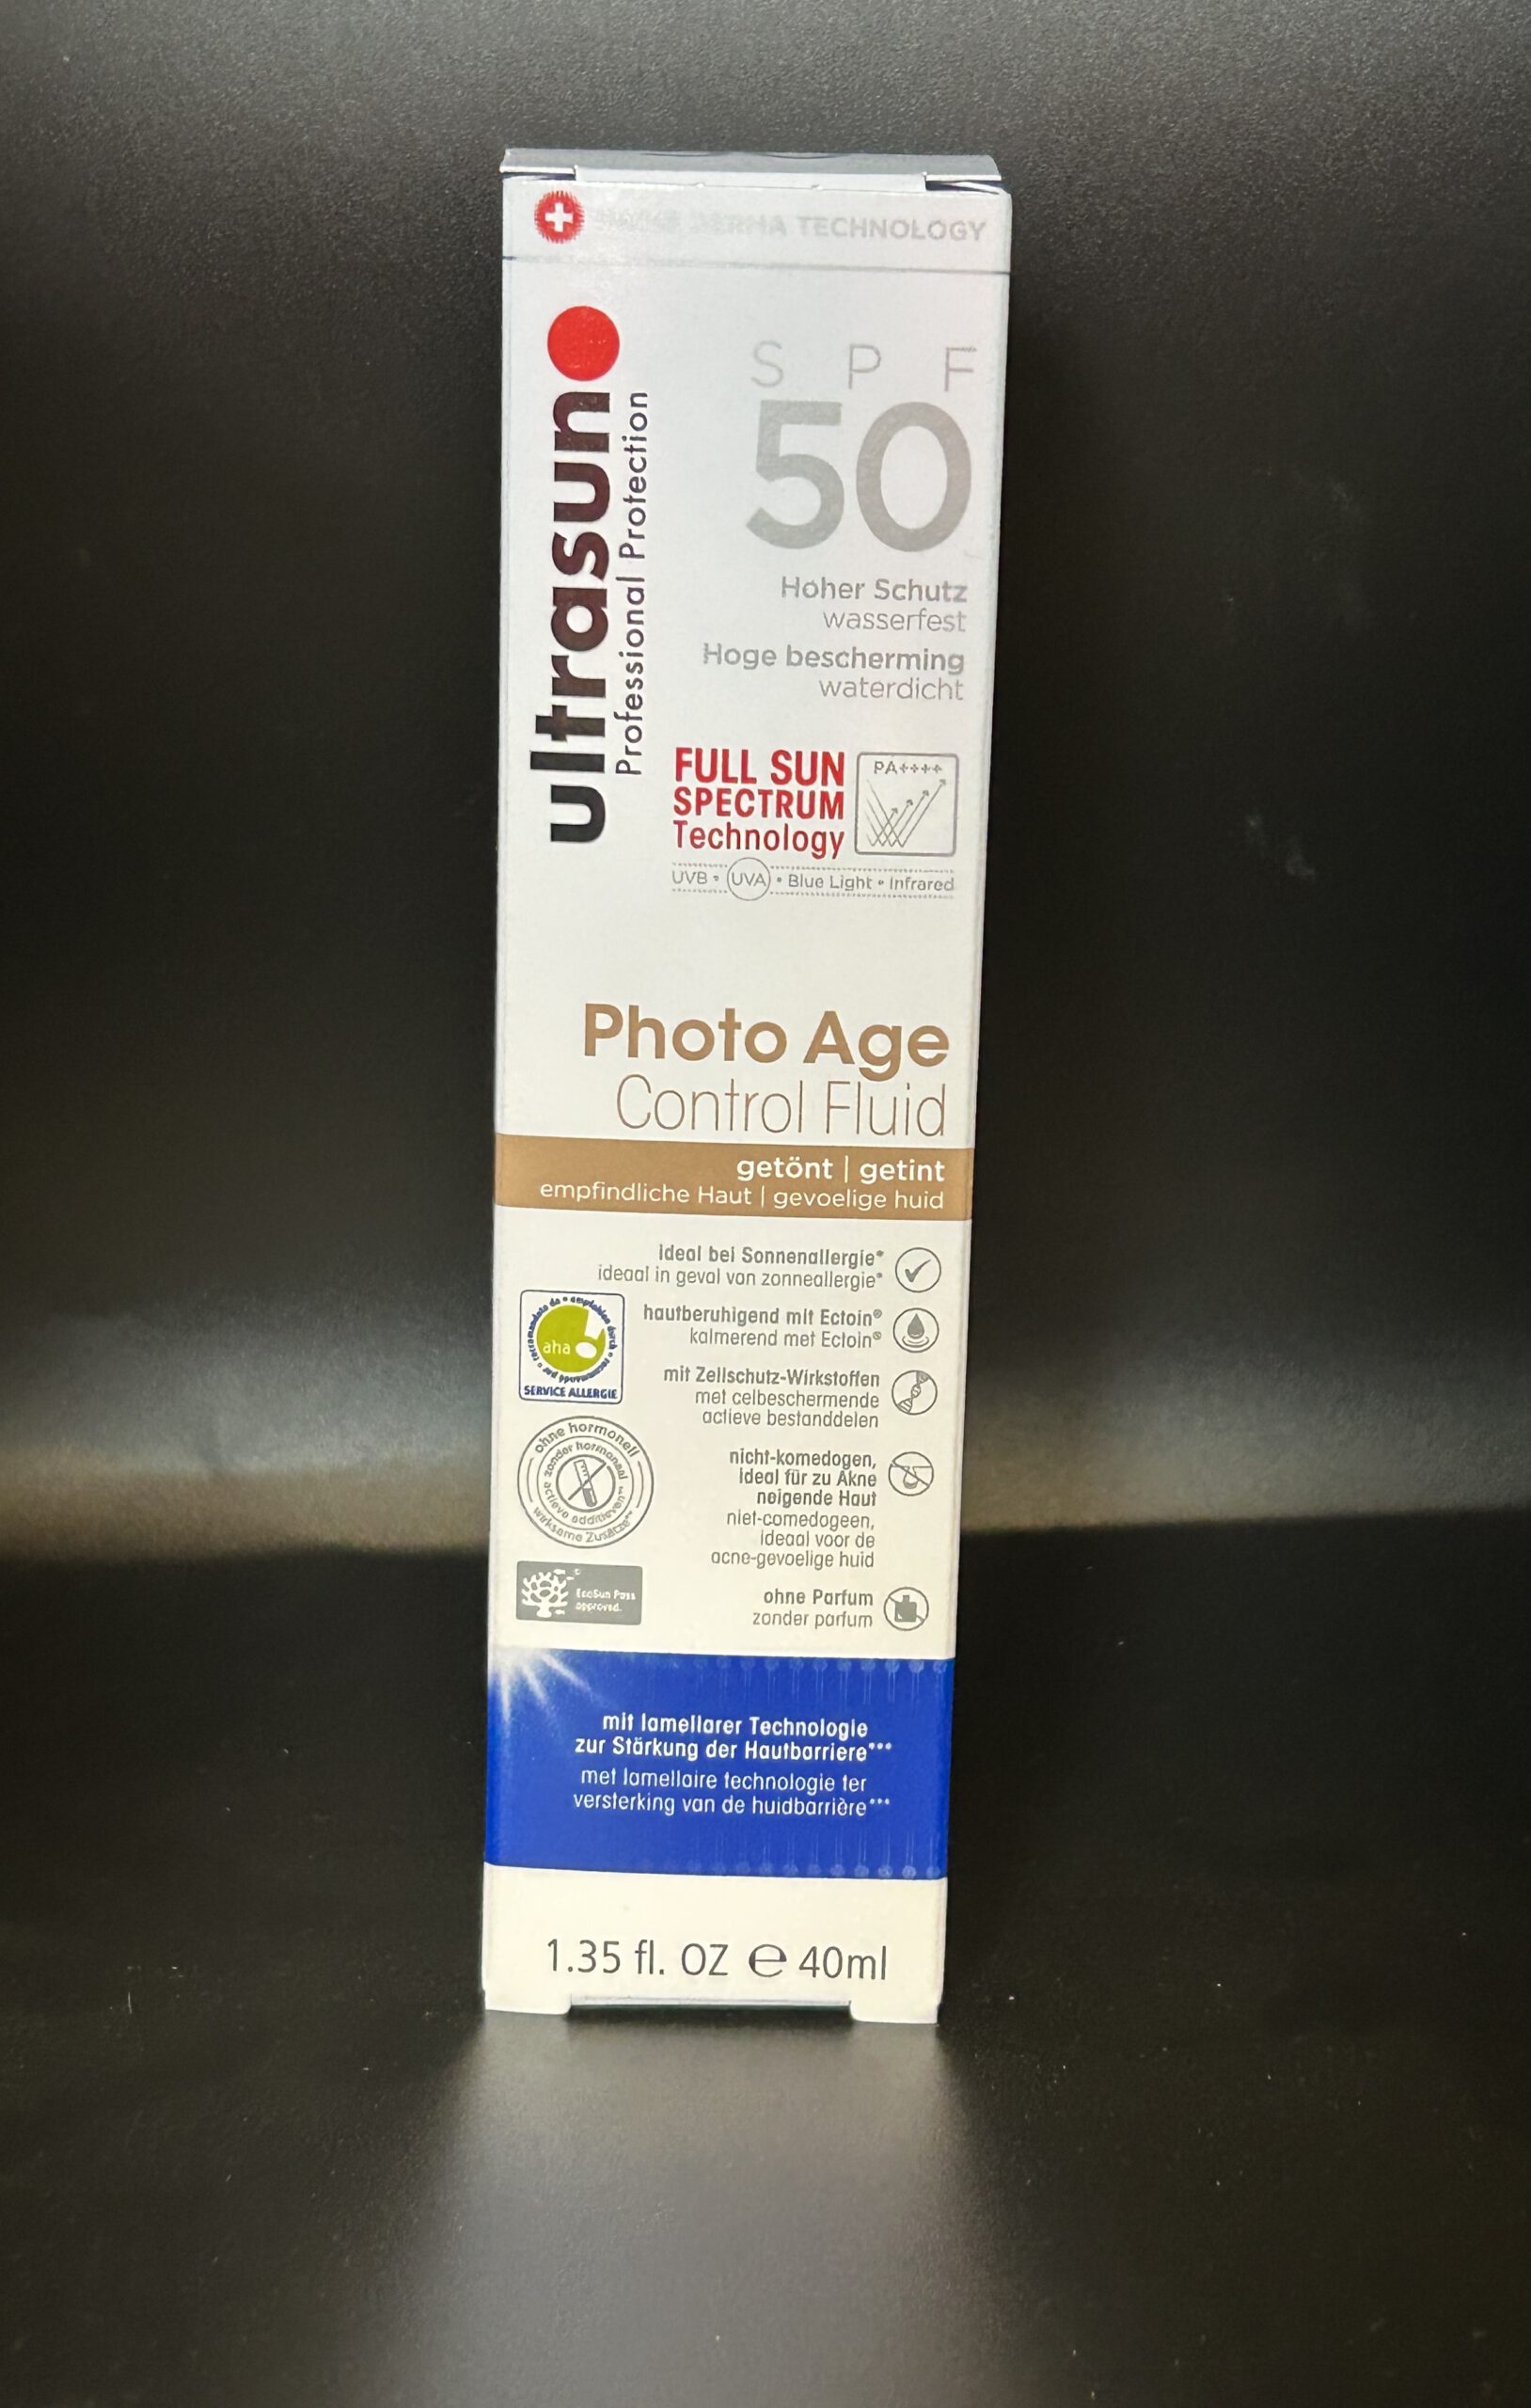 DERMA TECHNOLOGY
ultrasun
Professional Protection
SPF
50
Hoher Schutz
wasserfest
Hoge bescherming
waterdicht
FULL SUN
SPECTRUM
Technology
PA++++
UVB • UVA • Blue Light • Infrared
Photo Age
Control Fluid
getönt | getint
empfindliche Haut | gevoelige huid
ideal bei Sonnenallergie*
ideaal in geval van zonneallergie*
hautberuhigend mit Ectoin®
kalmerend met Ectoin®
mit Zellschutz-Wirkstoffen
met celbeschermende
actieve bestanddelen
aha
SERVICE ALLERGIE
nicht-komedogen,
ideal für zu Akne
neigende Haut
niet-comedogeen,
ideaal voor de
acne-gevoelige huid
ohne hormonell
wirksame Zusätze**
zonder hormonaal
actieve additieven**
EcoSun Pass
approved.
ohne Parfum
zonder parfum
mit lamellarer Technologie
zur Stärkung der Hautbarriere***
met lamellaire technologie ter
versterking van de huidbarrière***
1.35 fl. OZ e 40ml